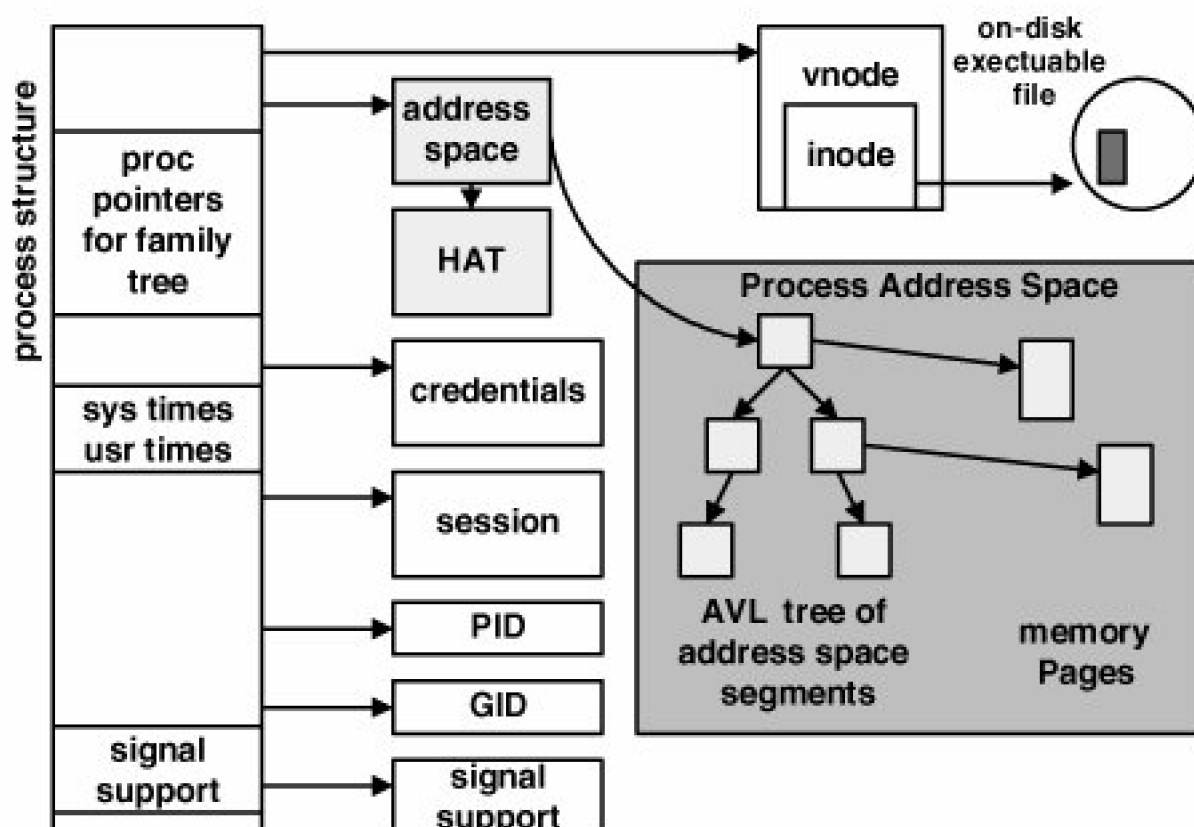 process structure
proc
pointers
for family
tree
sys times
usr times
signal
support
address
space
HAT
credentials
session
PID
GID
signal
support
vnode
inode
on-disk
exectuable
file
Process Address Space
AVL tree of
address space
segments
memory
Pages